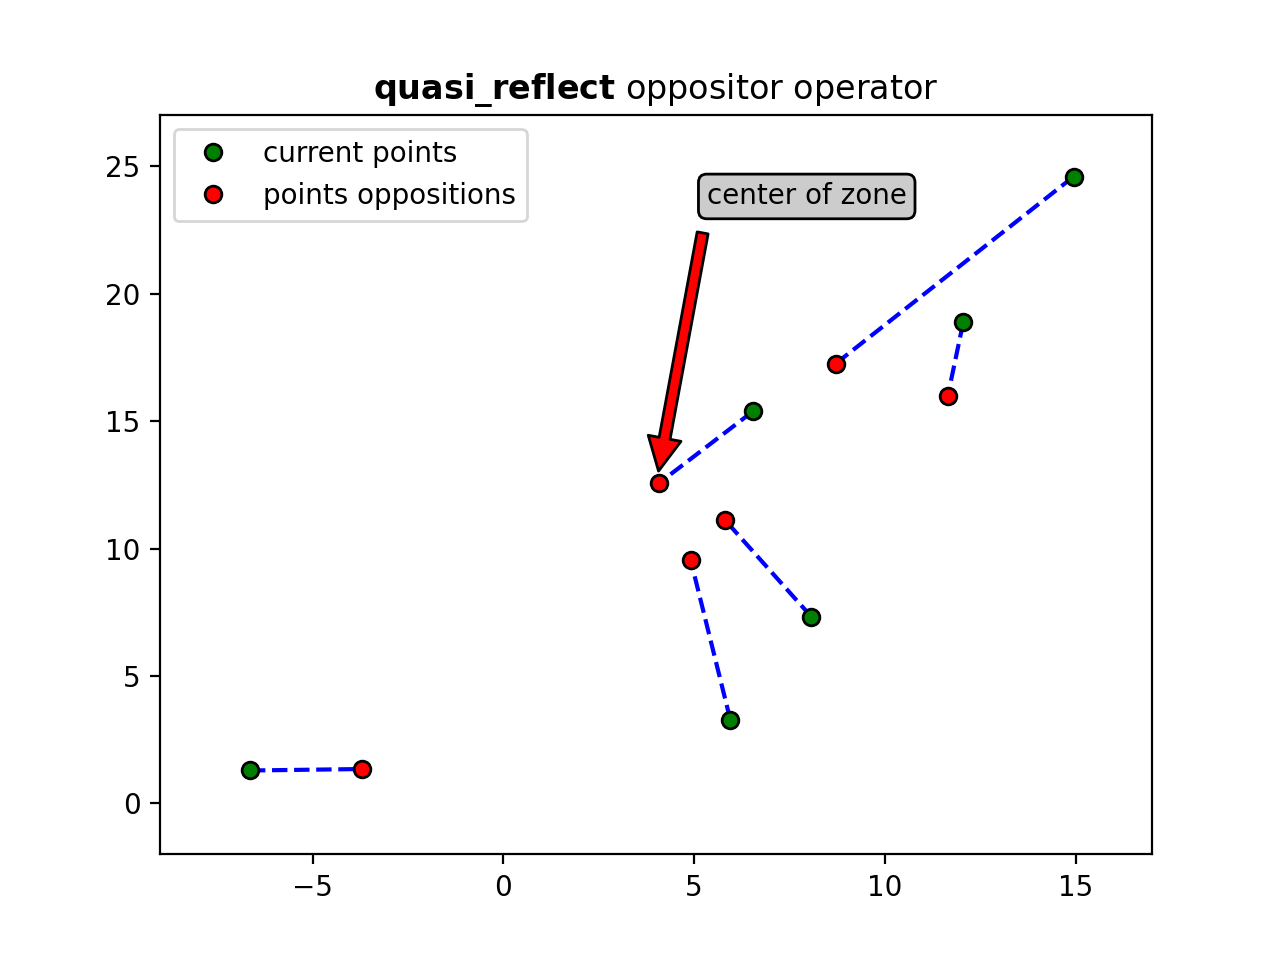 quasi_reflect oppositor operator
current points
points oppositions
center of zone
25
20
15
10
5
0
−5 0 5 10 15